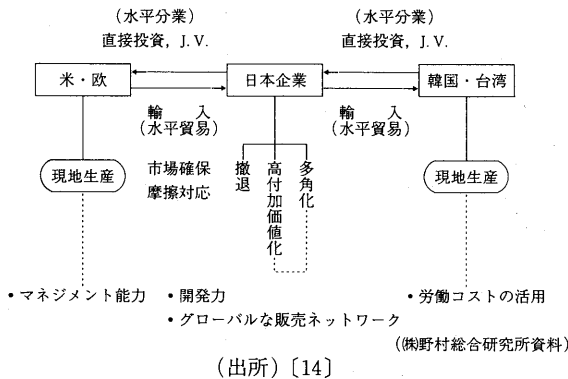 （水平分業）
直接投資，J.V.
（水平分業）
直接投資，J.V.
米・欧
日本企業
韓国・台湾
輸入
（水平貿易）
輸入
（水平貿易）
現地生産
市場確保
摩擦対応
撤退
高付加価値化
多角化
現地生産
・マネジメント能力
・開発力
・グローバルな販売ネットワーク
・労働コストの活用
（㈱野村総合研究所資料）
（出所）〔14〕